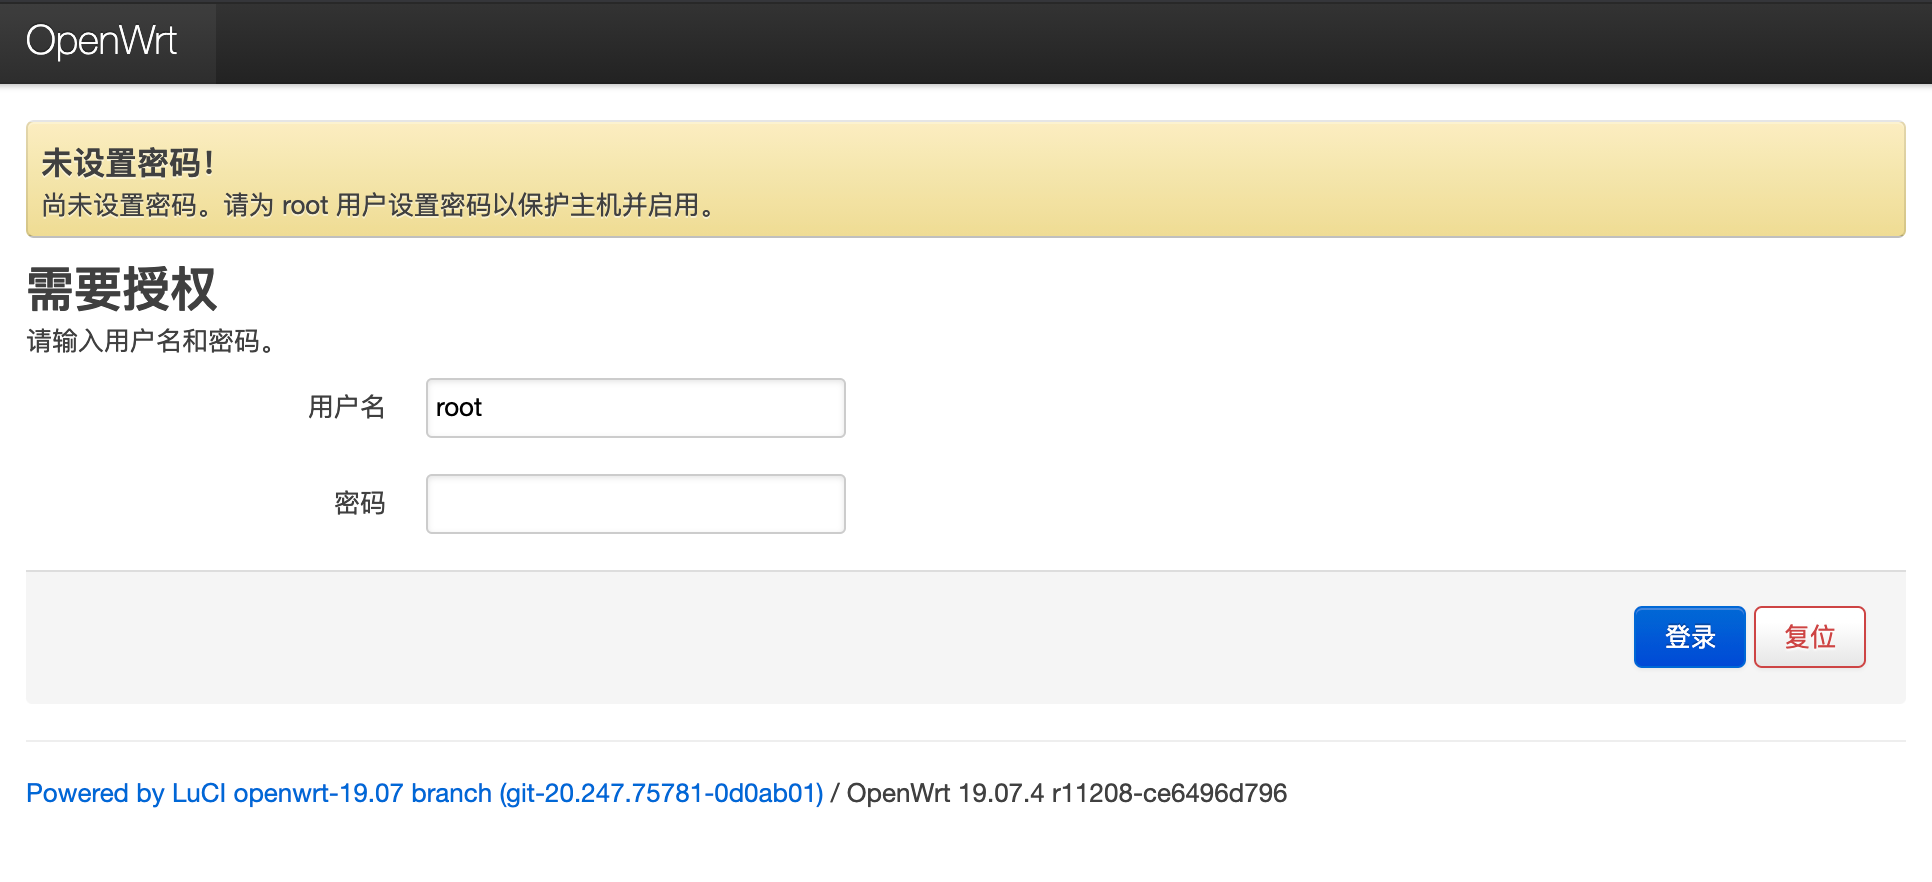 OpenWrt
未设置密码!
尚未设置密码。请为 root 用户设置密码以保护主机并启用。
需要授权
请输入用户名和密码。
用户名 root
密码
登录 复位
Powered by LuCI openwrt-19.07 branch (git-20.247.75781-0d0ab01) / OpenWrt 19.07.4 r11208-ce6496d796